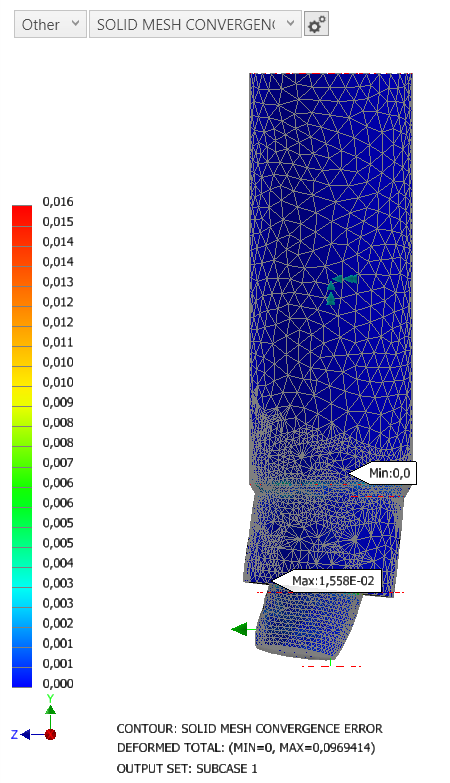 Other
SOLID MESH CONVERGEN
0,016
0,015
0,014
0,014
0,013
0,012
0,012
0,011
0,010
0,010
0,009
0,009
0,008
0,008
0,007
0,006
0,006
0,005
0,005
0,004
0,003
0,003
0,002
0,001
0,001
0,000
Min:0,0
Max:1,558E-02
Y
Z
CONTOUR: SOLID MESH CONVERGENCE ERROR
DEFORMED TOTAL: (MIN=0, MAX=0,0969414)
OUTPUT SET: SUBCASE 1